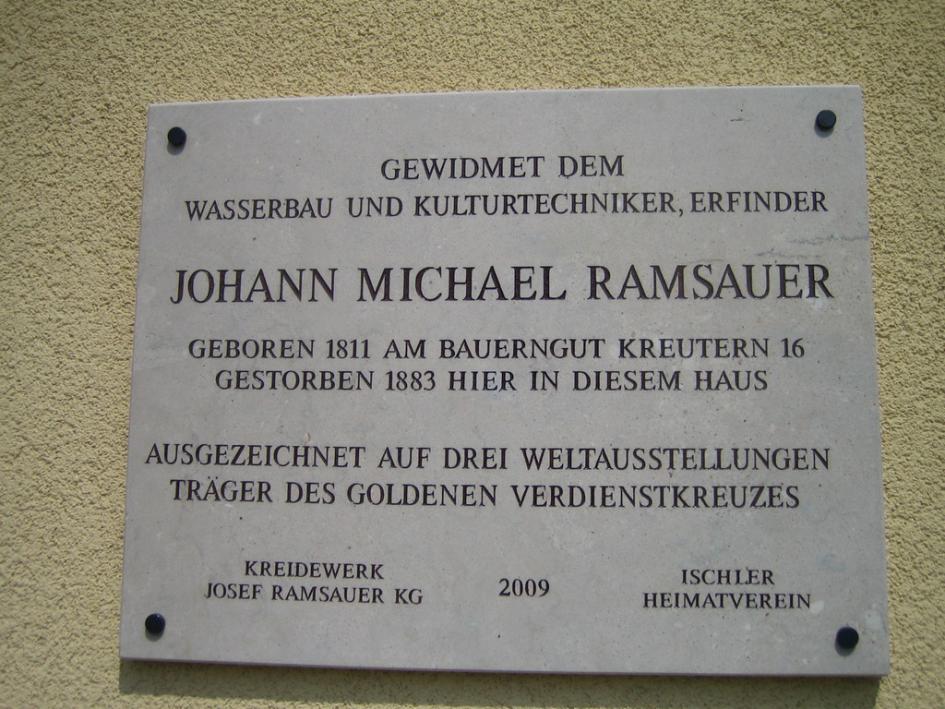 GEWIDMET DEM
WASSERBAU UND KULTURTECHNIKER, ERFINDER
JOHANN MICHAEL RAMSAUER
GEBOREN 1811 AM BAUERNGUT KREUTERN 16
GESTORBEN 1883 HIER IN DIESEM HAUS
AUSGEZEICHNET AUF DREI WELTAUSSTELLUNGEN
TRÄGER DES GOLDENEN VERDIENSTKREUZES
KREIDEWERK
JOSEF RAMSAUER KG
2009
ISCHLER
HEIMATVEREIN